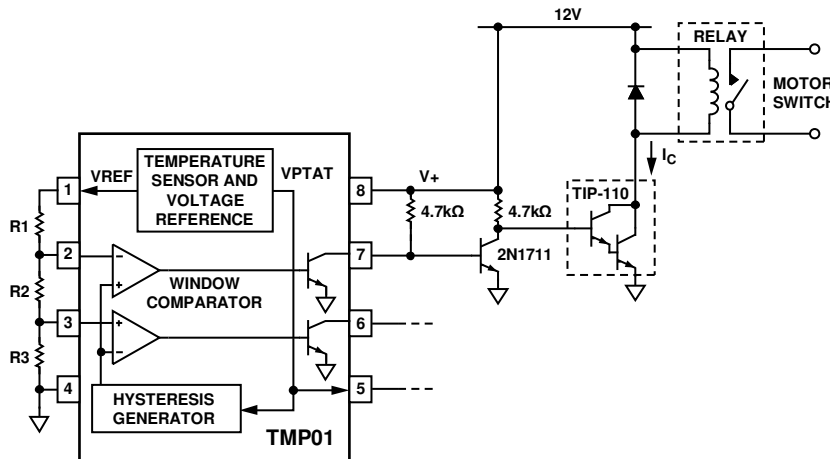 12V
RELAY
MOTOR
SWITCH
I_C
TIP-110
V+
4.7kΩ
4.7kΩ
2N1711
TEMPERATURE
SENSOR AND
VOLTAGE
REFERENCE
VREF
VPTAT
1
8
R1
2
7
WINDOW
COMPARATOR
R2
3
6
R3
4
5
HYSTERESIS
GENERATOR
TMP01